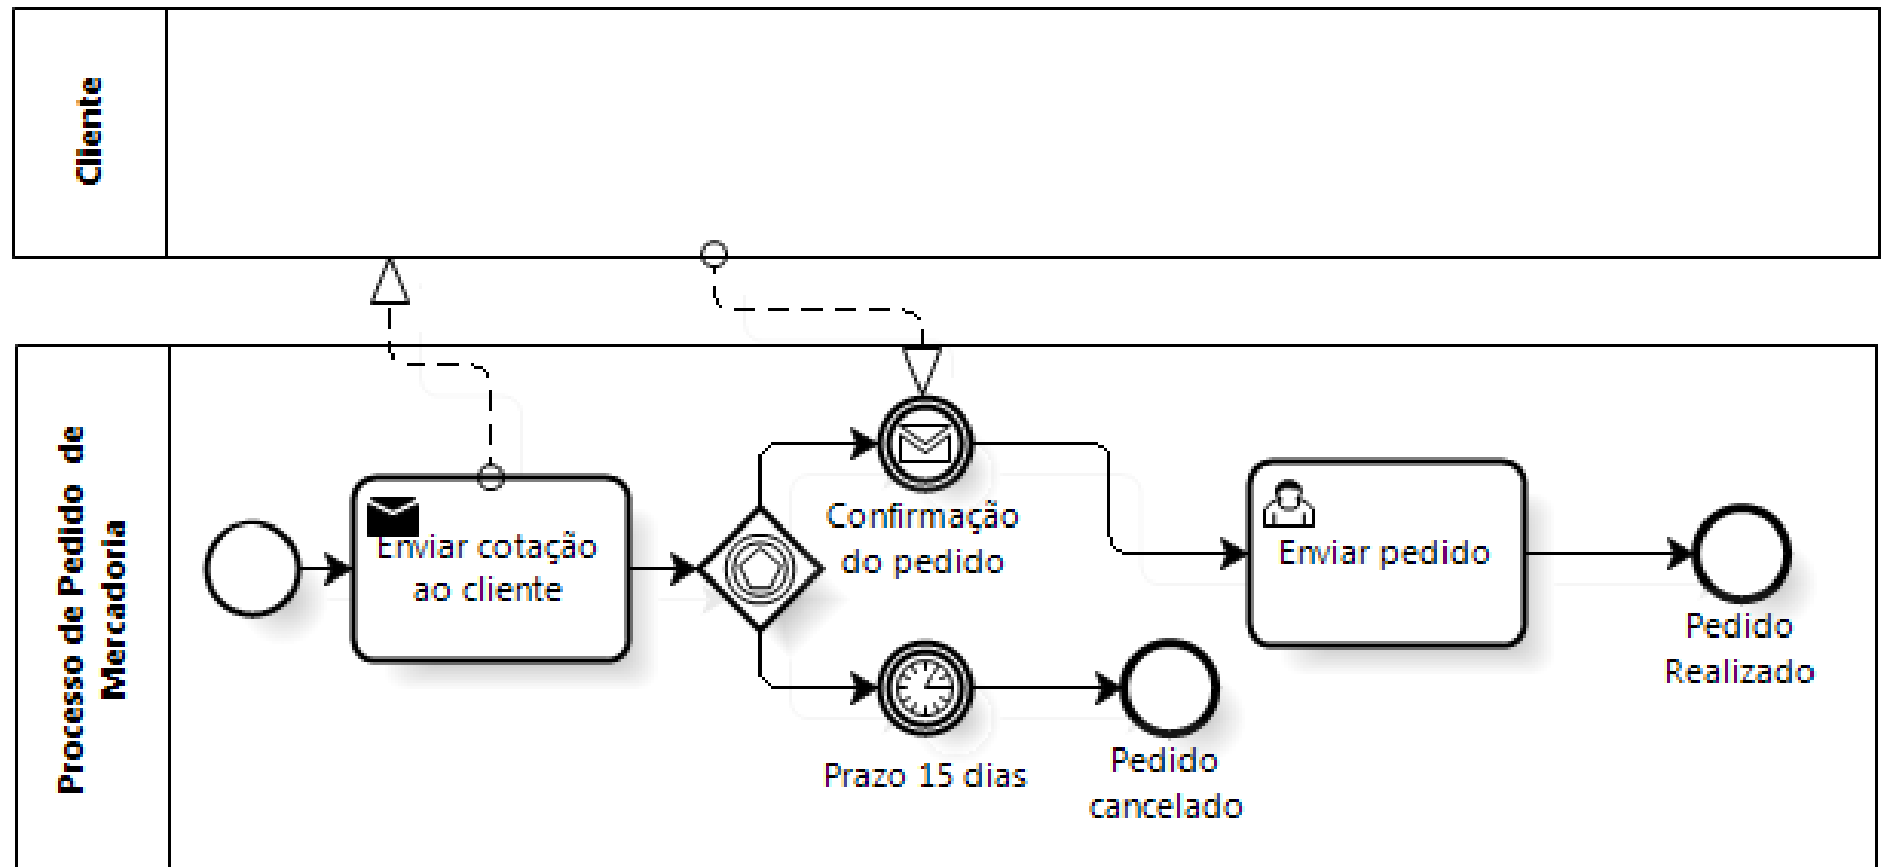 Cliente
Processo de Pedido de
Mercadoria
Enviar cotação
ao cliente
Confirmação
do pedido
Enviar pedido
Pedido
Realizado
Prazo 15 dias
Pedido
cancelado